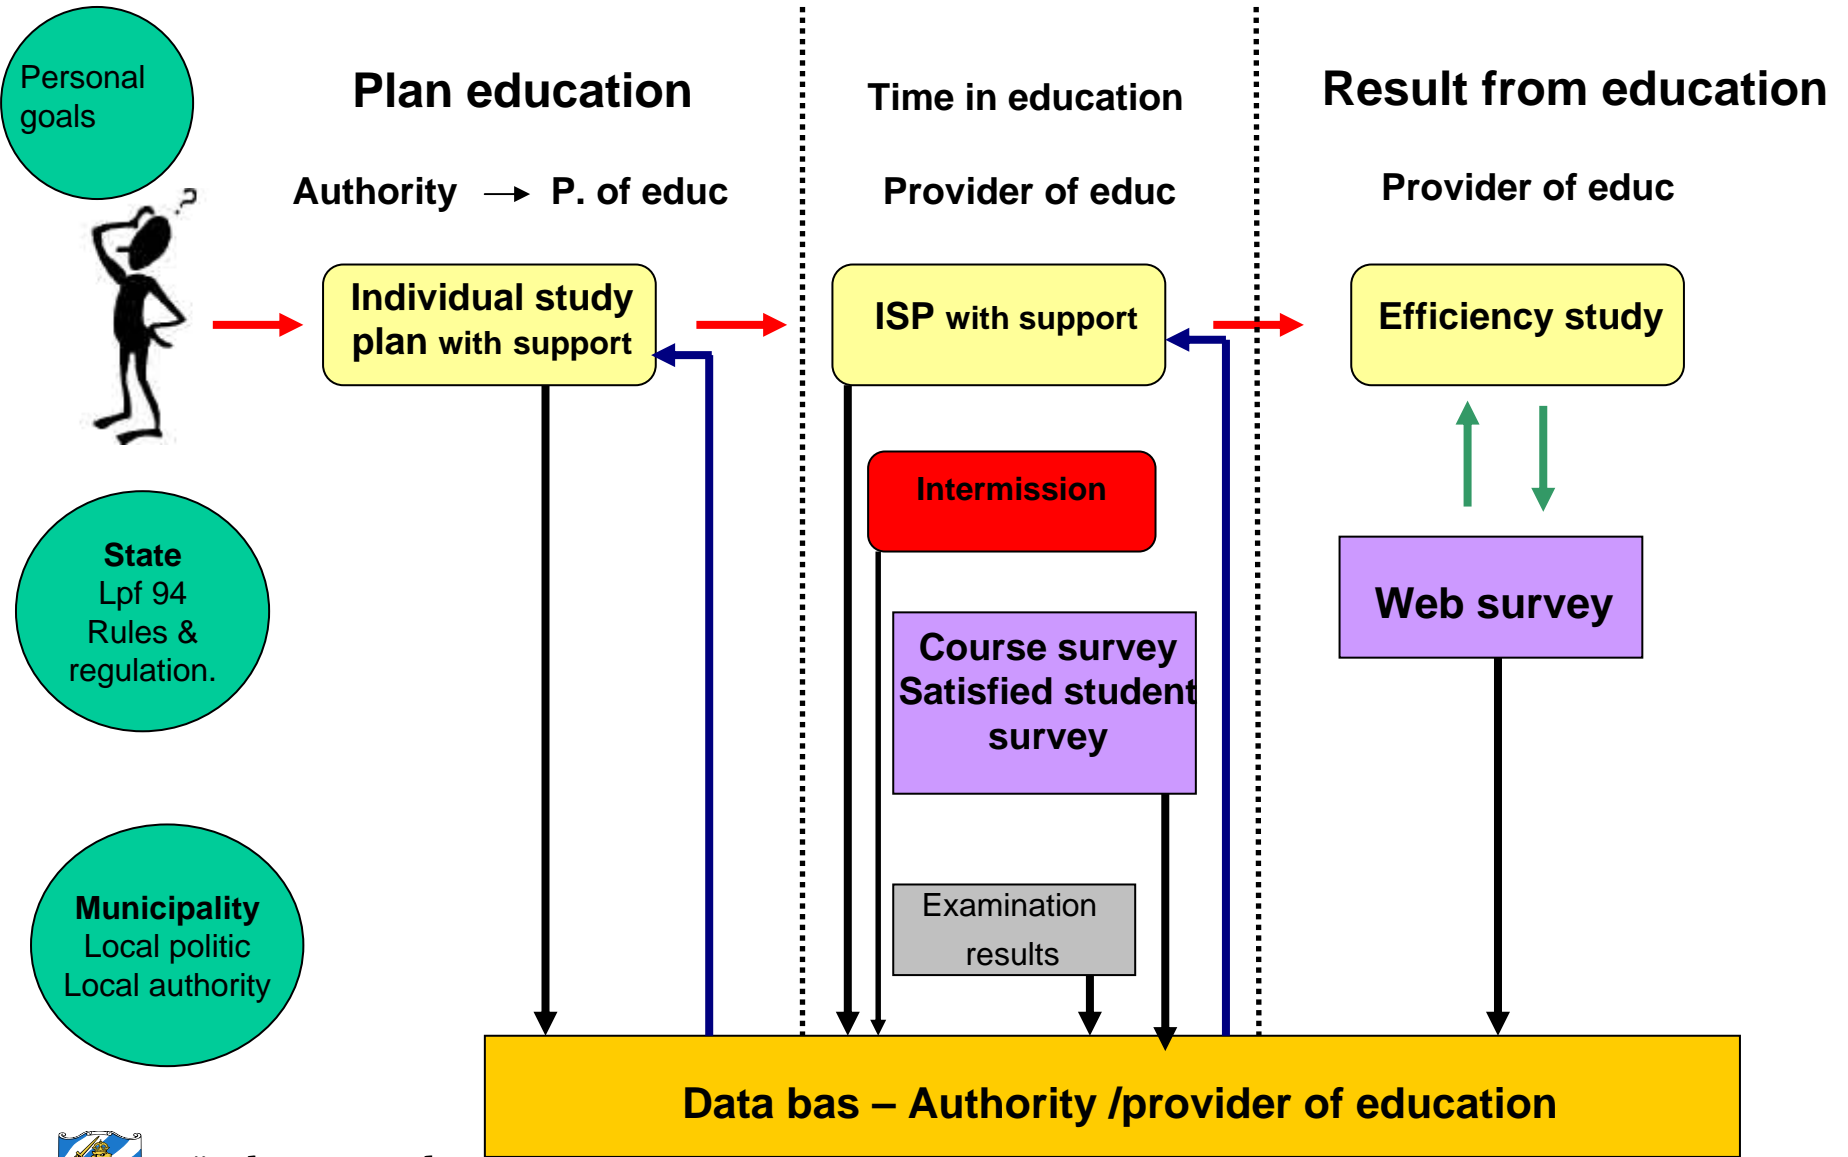 Personal
goals
Plan education
Time in education
Result from education
Authority → P. of educ
Provider of educ
Provider of educ
?
Individual study
plan with support
ISP with support
Efficiency study
Intermission
State
Lpf 94
Rules &
regulation.
Course survey
Satisfied student
survey
Web survey
Municipality
Local politic
Local authority
Examination
results
Data bas – Authority /provider of education